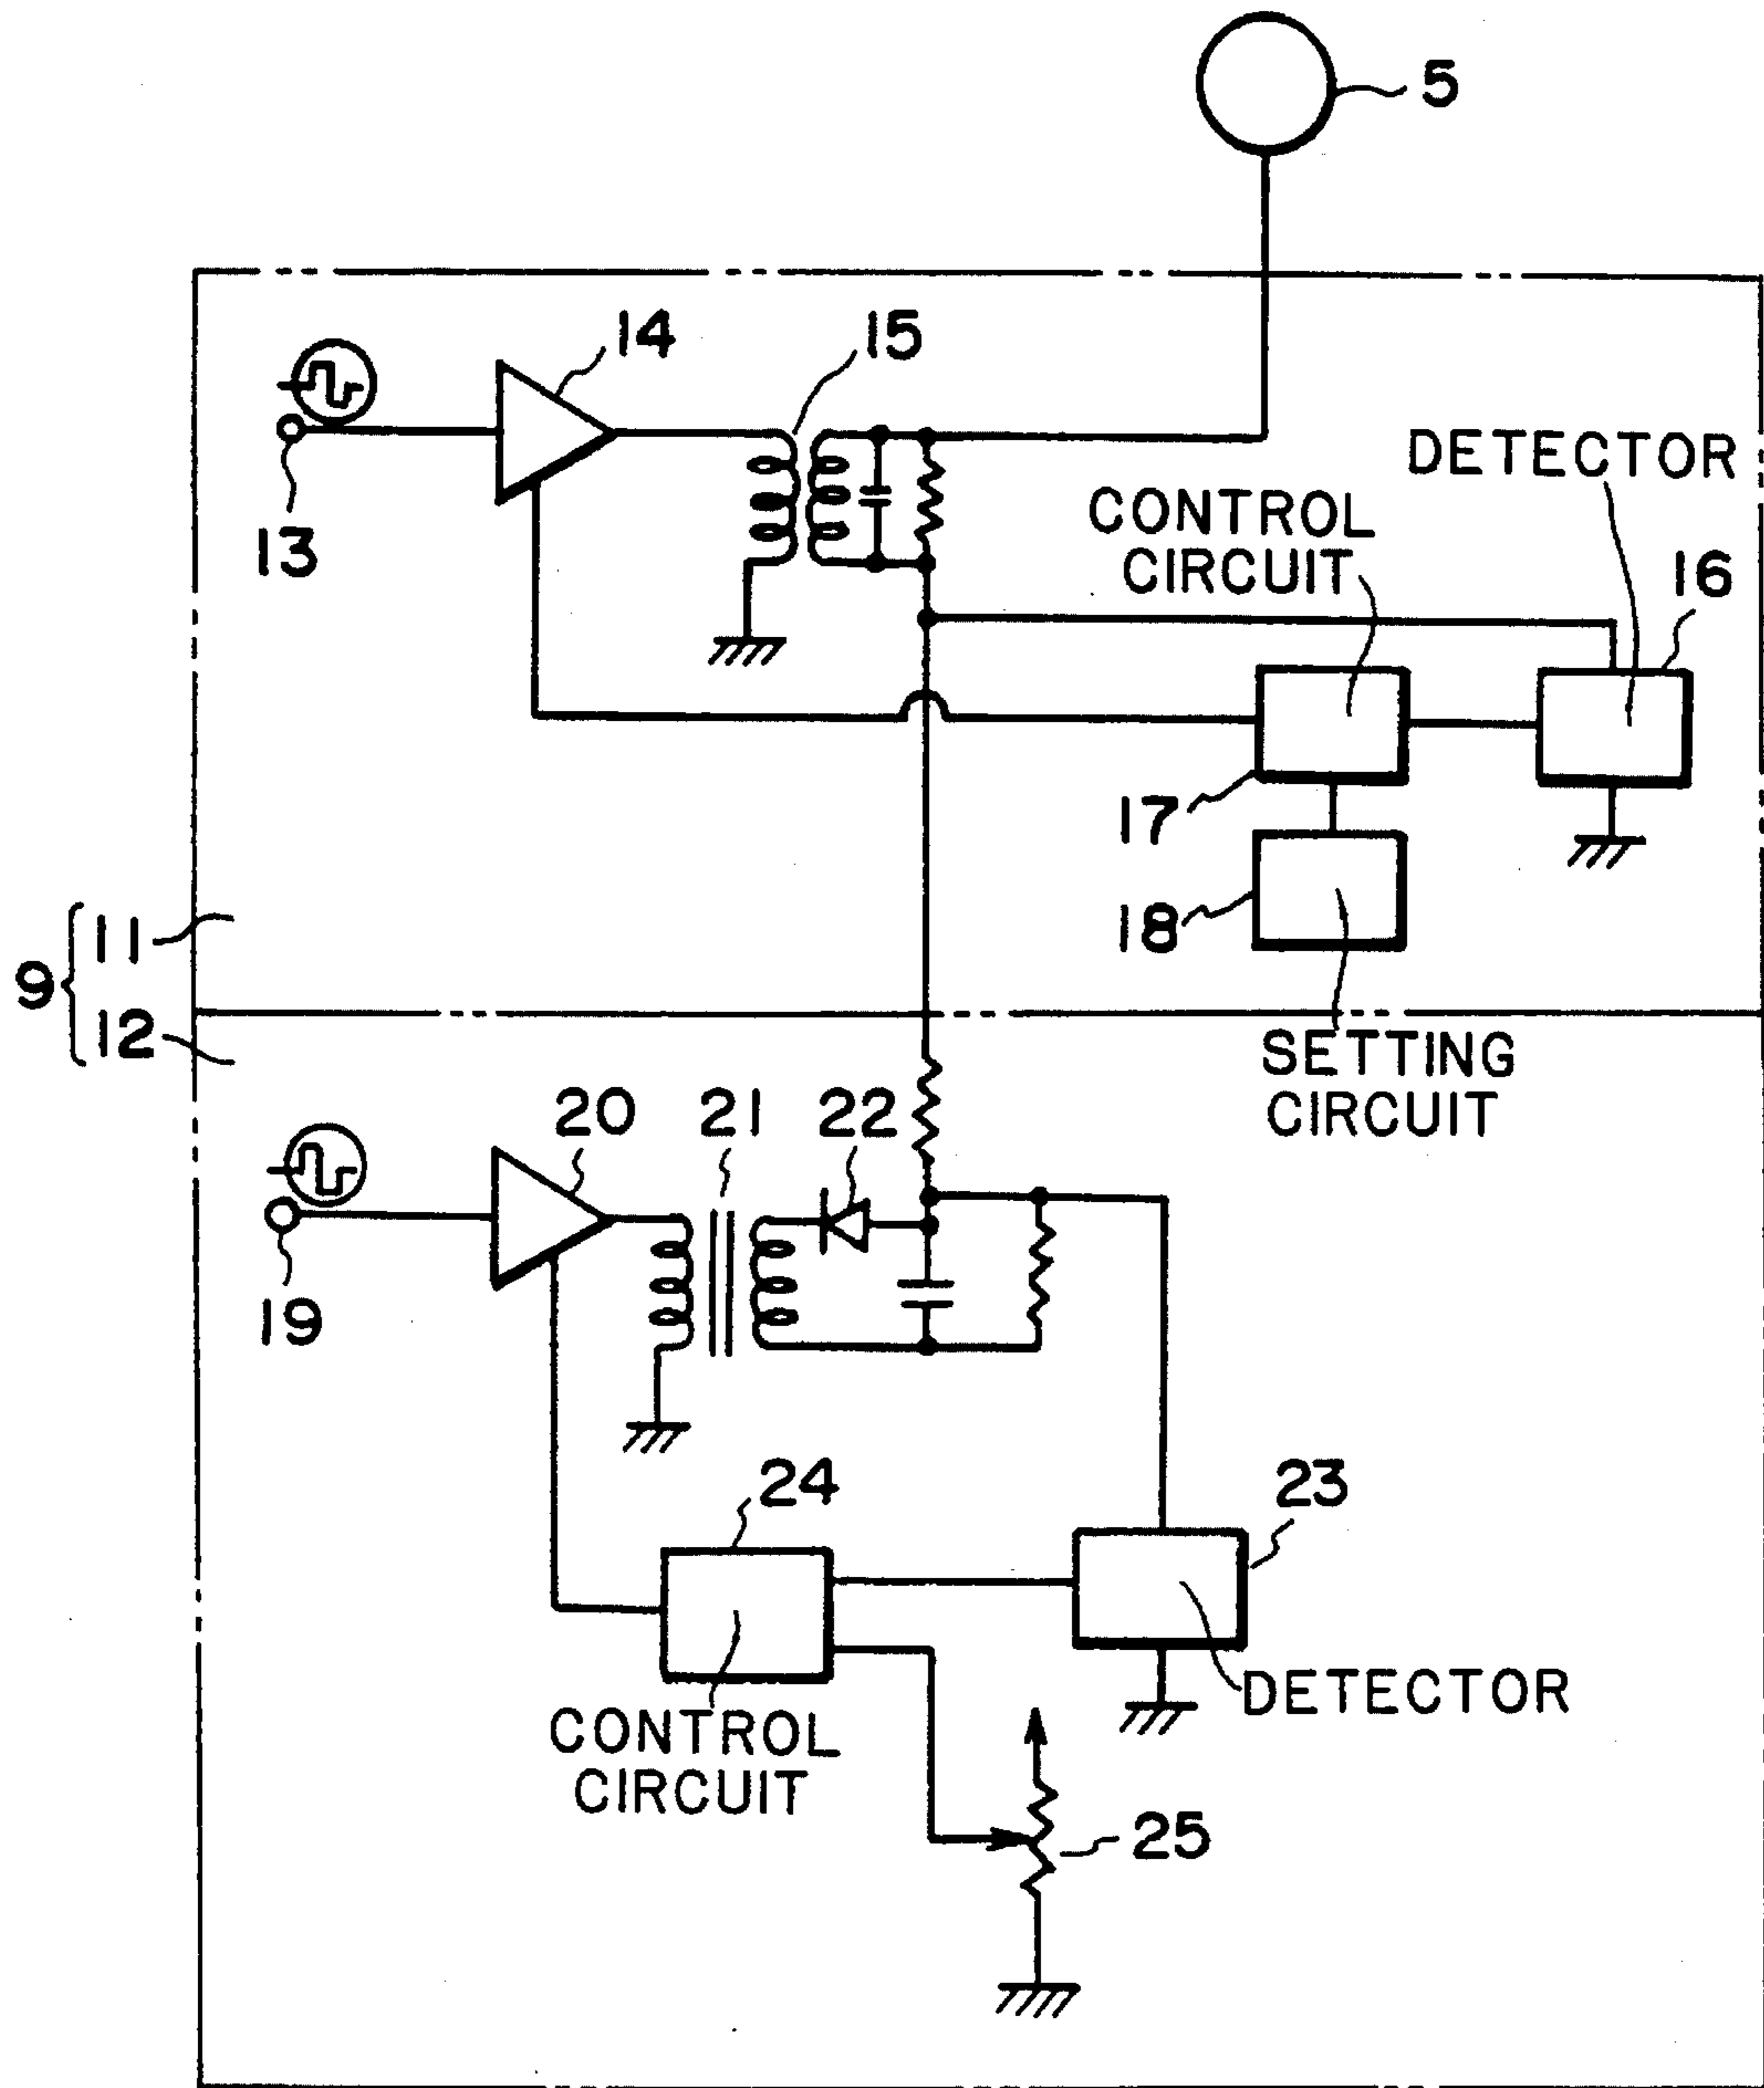 5
14
15
DETECTOR
CONTROL
CIRCUIT
13
16
17
18
11
9
12
SETTING
CIRCUIT
20
21
22
19
24
23
DETECTOR
CONTROL
CIRCUIT
25